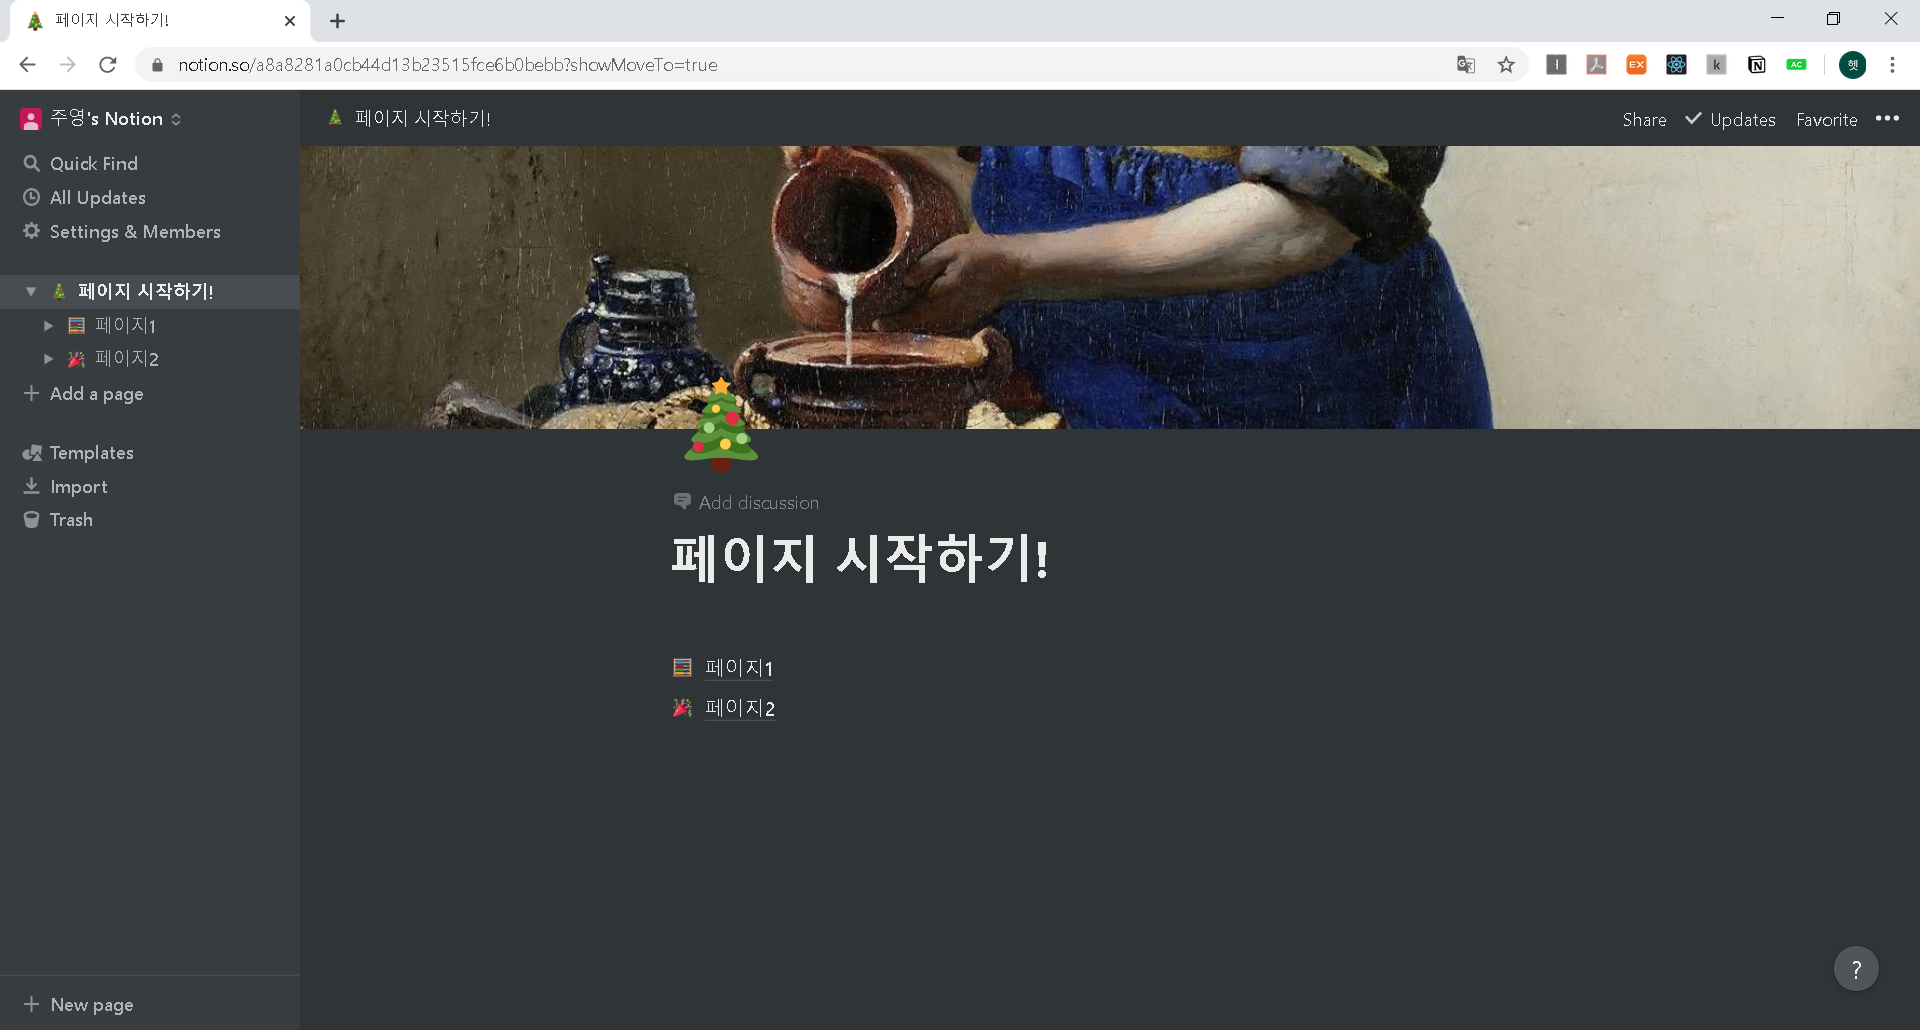 페이지 시작하기!
notion.so/a8a8281a0cb44d13b23515fce6b0bebb?showMoveTo=true
EX
k
AC
헷
주영's Notion
페이지 시작하기!
Share
Updates
Favorite
Quick Find
All Updates
Settings & Members
페이지 시작하기!
페이지1
페이지2
Add a page
Templates
Import
Trash
Add discussion
페이지 시작하기!
페이지1
페이지2
New page
?